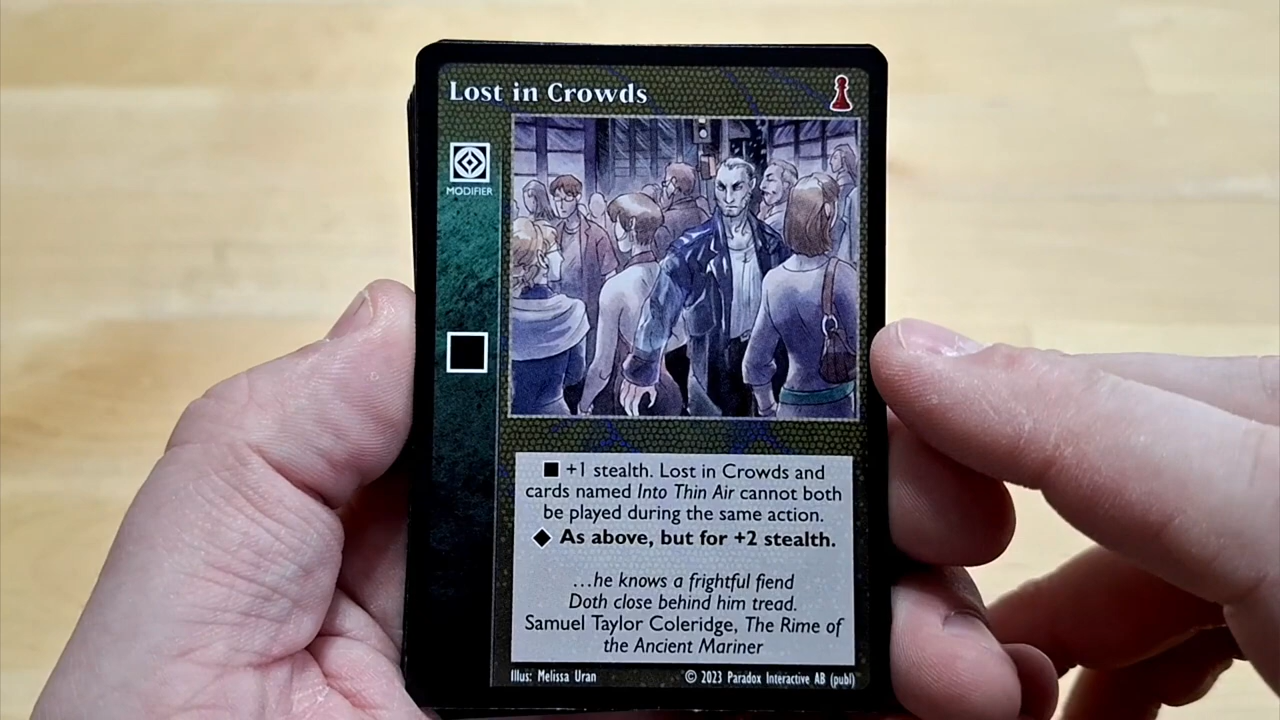 Lost in Crowds
MODIFIER
+1 stealth. Lost in Crowds and
cards named Into Thin Air cannot both
be played during the same action.
As above, but for +2 stealth.
...he knows a frightful fiend
Doth close behind him tread.
Samuel Taylor Coleridge, The Rime of
the Ancient Mariner
Illus: Melissa Uran
© 2023 Paradox Interactive AB (publ)